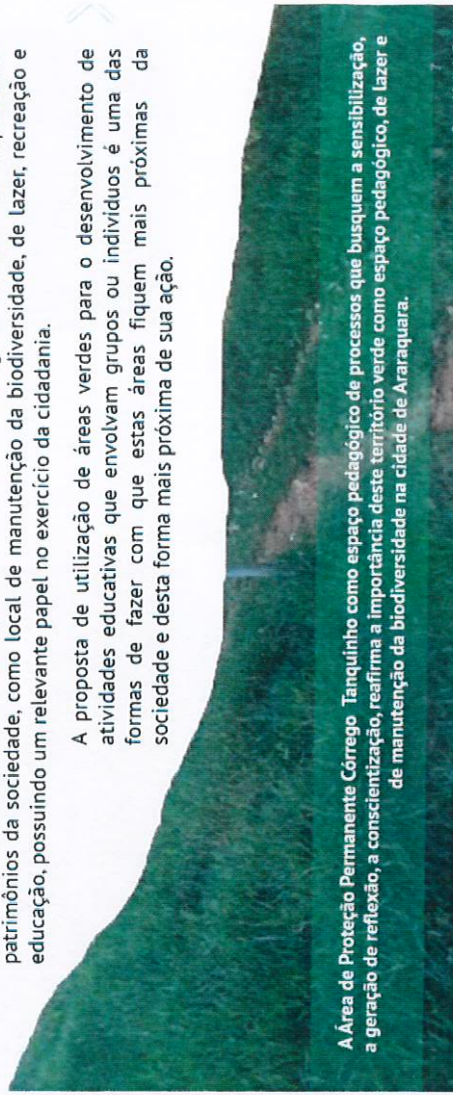 patrimônios da sociedade, como local de manutenção da biodiversidade, de lazer, recreação e
educação, possuindo um relevante papel no exercício da cidadania.
A proposta de utilização de áreas verdes para o desenvolvimento de
atividades educativas que envolvam grupos ou indivíduos é uma das
formas de fazer com que estas áreas fiquem mais próximas da
sociedade e desta forma mais próxima de sua ação.
A Área de Proteção Permanente Córrego Tanquinho como espaço pedagógico de processos que busquem a sensibilização,
a geração de reflexão, a conscientização, reafirma a importância deste território verde como espaço pedagógico, de lazer e
de manutenção da biodiversidade na cidade de Araraquara.